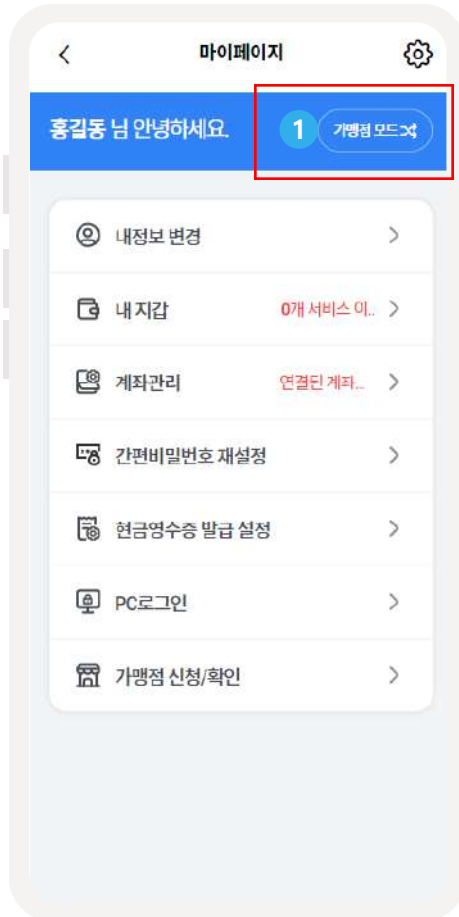 마이페이지
홍길동 님 안녕하세요.
1 가맹점 모드
내정보 변경
내 지갑 0개 서비스 이..
계좌관리 연결된 계좌...
간편비밀번호 재설정
현금영수증 발급 설정
PC로그인
가맹점 신청/확인